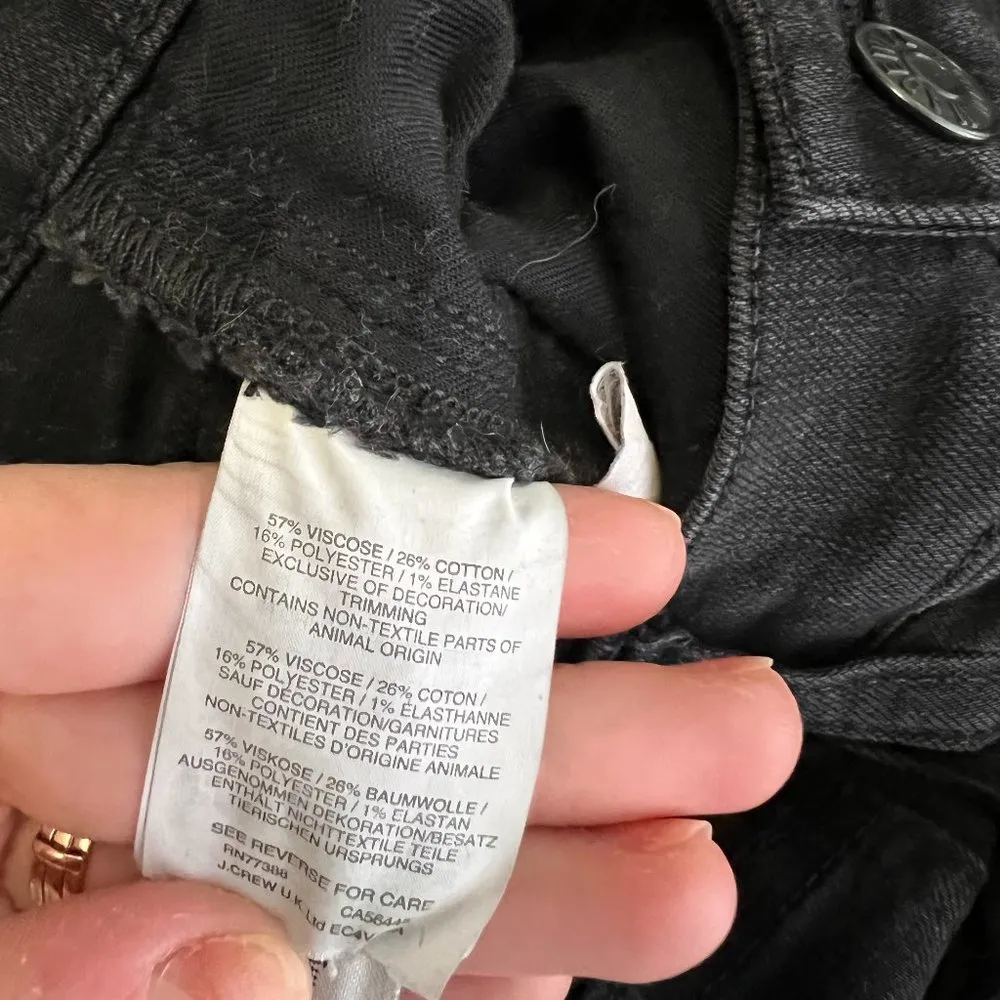 57% VISCOSE / 26% COTTON /
16% POLYESTER / 1% ELASTANE
EXCLUSIVE OF DECORATION/
TRIMMING
CONTAINS NON-TEXTILE PARTS OF
ANIMAL ORIGIN
57% VISCOSE / 26% COTON /
16% POLYESTER / 1% ÉLASTHANNE
SAUF DÉCORATION/GARNITURES
CONTIENT DES PARTIES
NON-TEXTILES D'ORIGINE ANIMALE
57% VISKOSE / 26% BAUMWOLLE /
16% POLYESTER / 1% ELASTAN
AUSGENOMMEN DEKORATION/BESATZ
ENTHÄLT NICHTTEXTILE TEILE
TIERISCHEN URSPRUNGS
SEE REVERSE FOR CARE
RN77388
J.CREW U.K Ltd